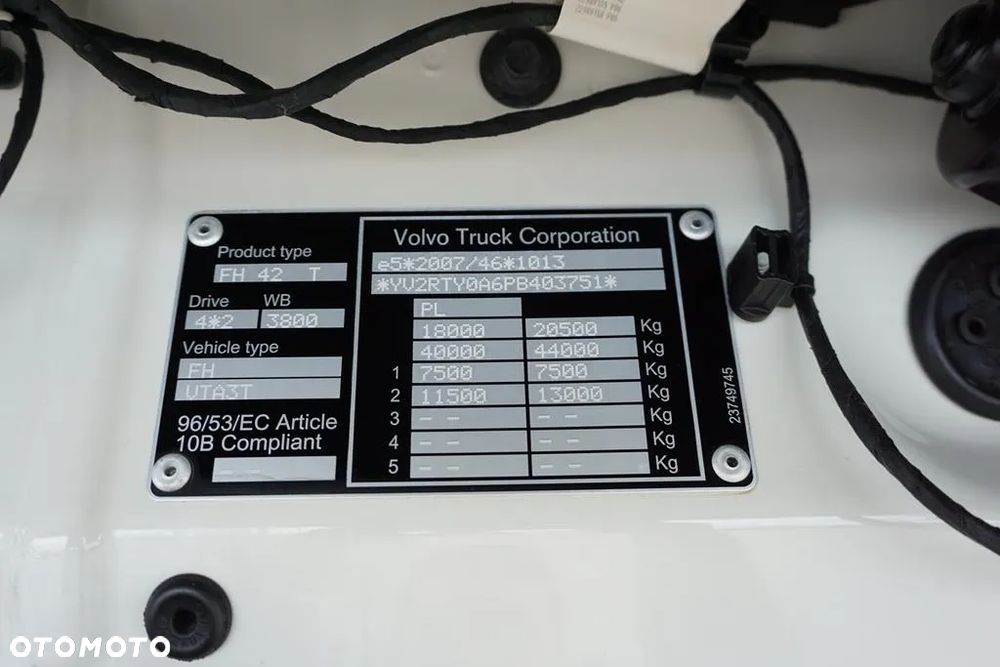 Product type
FH 42 T
Drive WB
4*2 3800
Vehicle type
FH
VTA3T
96/53/EC Article
10B Compliant
-- --
Volvo Truck Corporation
e5*2007/46*1013
*YV2RTY0A6PB403751*
PL
18000 20500 Kg
40000 44000 Kg
1 7500 7500 Kg
2 11500 13000 Kg
3 -- -- Kg
4 -- -- Kg
5 -- -- Kg
23749745
OTOMOTO